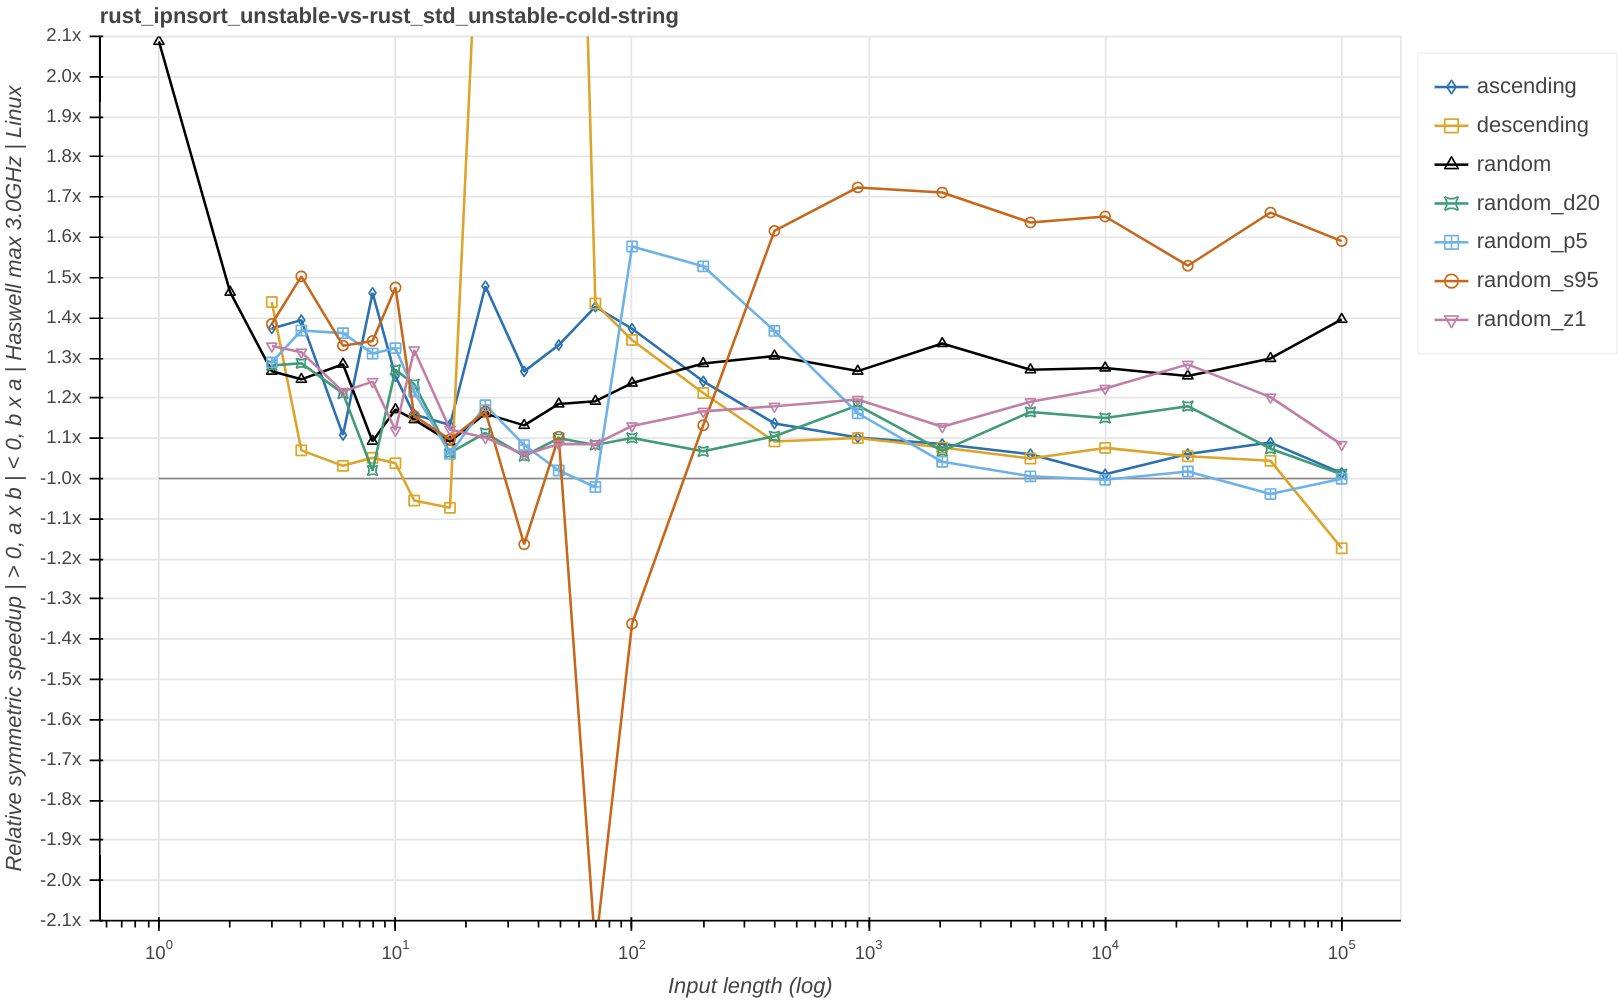 rust_ipnsort_unstable-vs-rust_std_unstable-cold-string
Relative symmetric speedup | > 0, a x b | < 0, b x a | Haswell max 3.0GHz | Linux
2.1x
2.0x
1.9x
1.8x
1.7x
1.6x
1.5x
1.4x
1.3x
1.2x
1.1x
-1.0x
-1.1x
-1.2x
-1.3x
-1.4x
-1.5x
-1.6x
-1.7x
-1.8x
-1.9x
-2.0x
-2.1x
10⁰ 10¹ 10² 10³ 10⁴ 10⁵
Input length (log)
ascending
descending
random
random_d20
random_p5
random_s95
random_z1